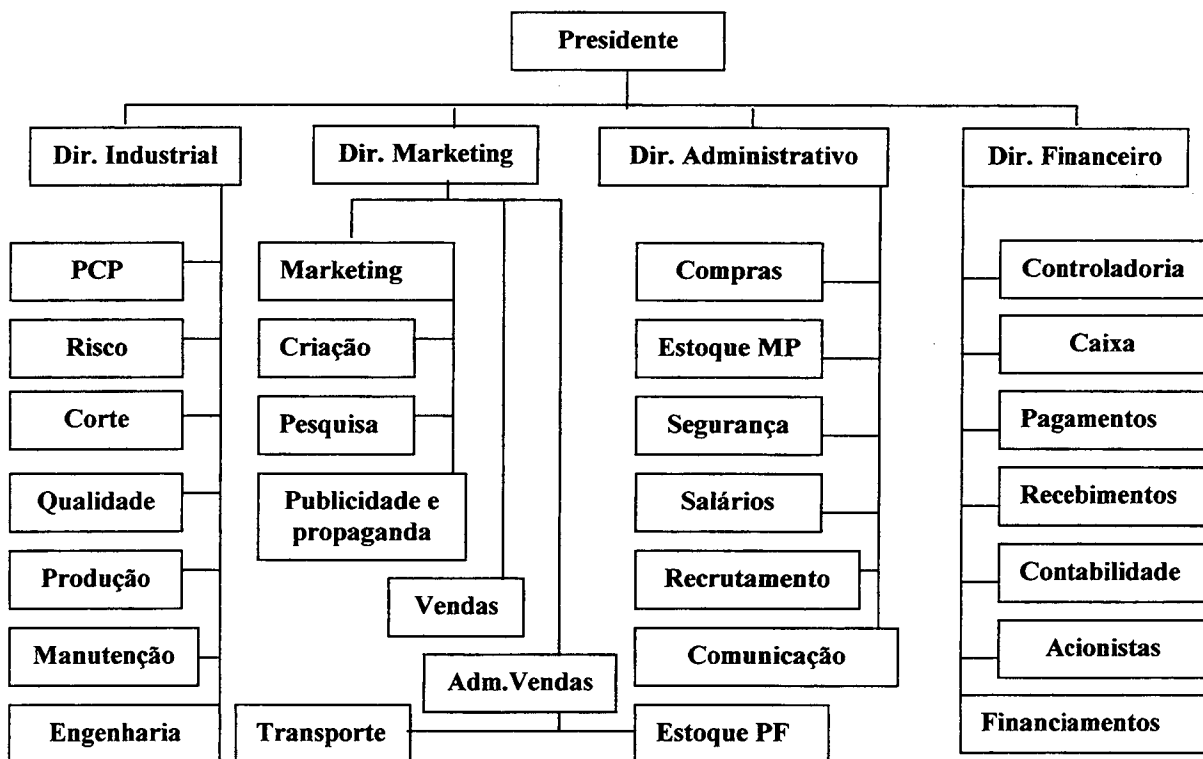 Presidente
Dir. Industrial
Dir. Marketing
Dir. Administrativo
Dir. Financeiro
PCP
Risco
Corte
Qualidade
Produção
Manutenção
Engenharia
Marketing
Criação
Pesquisa
Publicidade e
propaganda
Vendas
Adm.Vendas
Transporte
Estoque PF
Compras
Estoque MP
Segurança
Salários
Recrutamento
Comunicação
Controladoria
Caixa
Pagamentos
Recebimentos
Contabilidade
Acionistas
Financiamentos